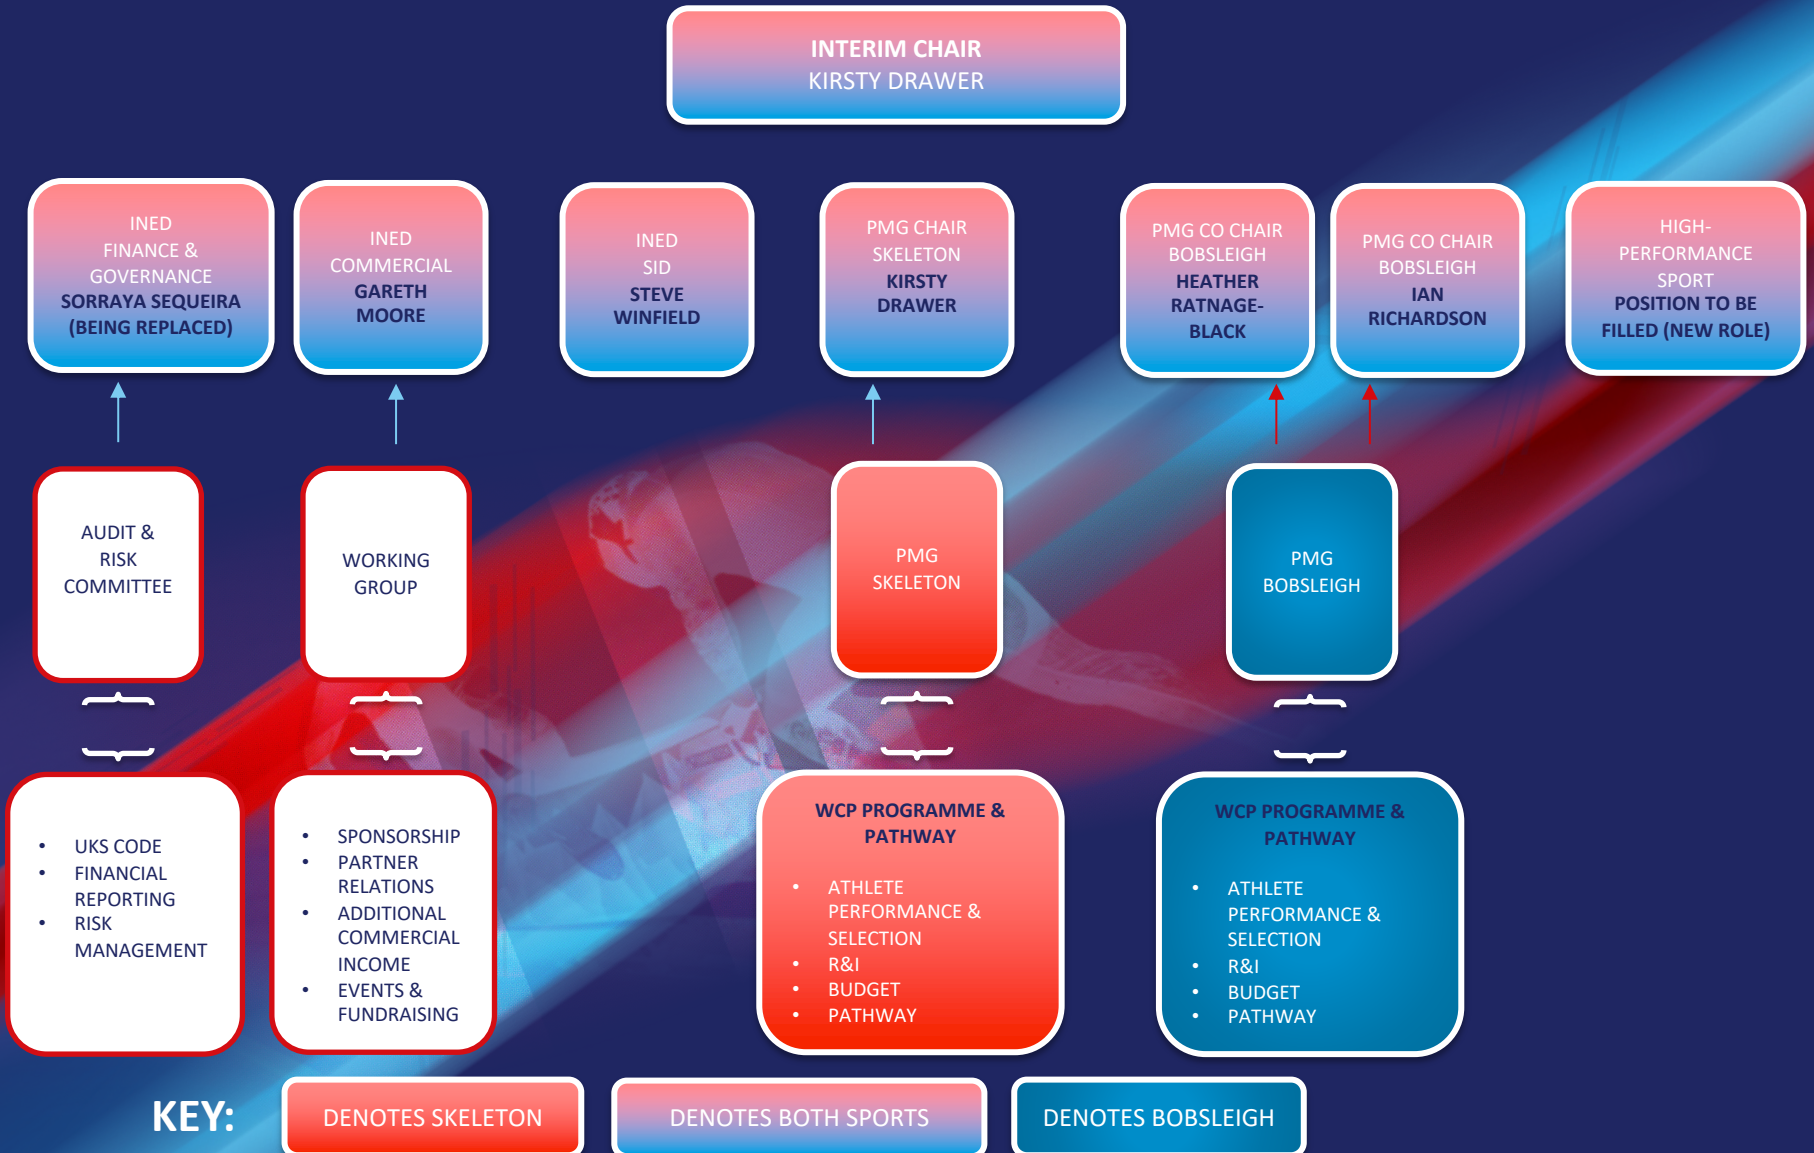 INTERIM CHAIR
KIRSTY DRAWER
INED
FINANCE &
GOVERNANCE
SORRAYA SEQUEIRA
(BEING REPLACED)
INED
COMMERCIAL
GARETH
MOORE
INED
SID
STEVE
WINFIELD
PMG CHAIR
SKELETON
KIRSTY
DRAWER
PMG CO CHAIR
BOBSLEIGH
HEATHER
RATNAGE-
BLACK
PMG CO CHAIR
BOBSLEIGH
IAN
RICHARDSON
HIGH-
PERFORMANCE
SPORT
POSITION TO BE
FILLED (NEW ROLE)
AUDIT &
RISK
COMMITTEE
WORKING
GROUP
PMG
SKELETON
PMG
BOBSLEIGH
• UKS CODE
• FINANCIAL
REPORTING
• RISK
MANAGEMENT
• SPONSORSHIP
• PARTNER
RELATIONS
• ADDITIONAL
COMMERCIAL
INCOME
• EVENTS &
FUNDRAISING
WCP PROGRAMME &
PATHWAY
• ATHLETE
PERFORMANCE &
SELECTION
• R&I
• BUDGET
• PATHWAY
WCP PROGRAMME &
PATHWAY
• ATHLETE
PERFORMANCE &
SELECTION
• R&I
• BUDGET
• PATHWAY
KEY:
DENOTES SKELETON
DENOTES BOTH SPORTS
DENOTES BOBSLEIGH